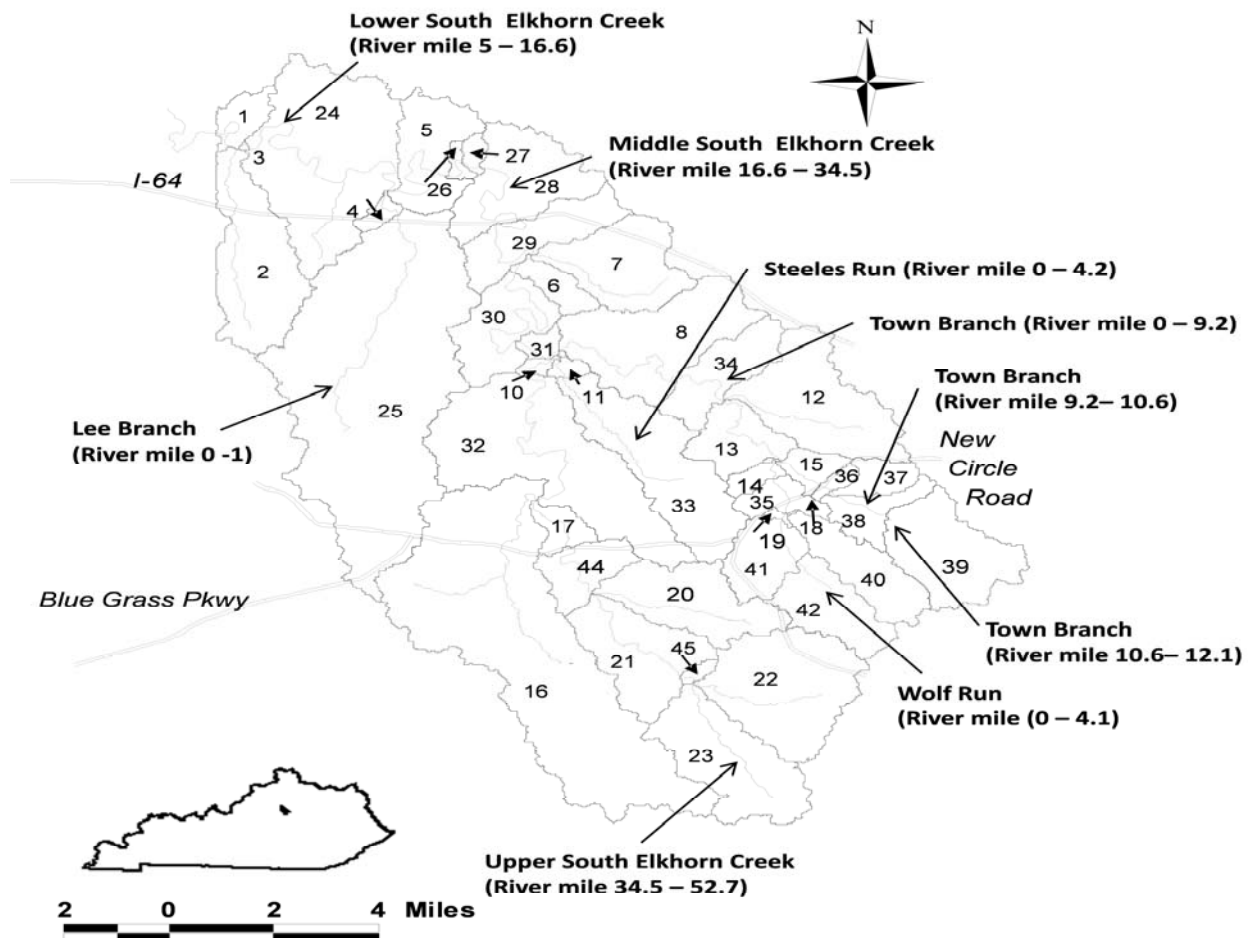 Lower South Elkhorn Creek
(River mile 5 – 16.6)
N
1
24
5
3
27
Middle South Elkhorn Creek
(River mile 16.6 – 34.5)
I-64
26
28
4
29
2
7
Steeles Run (River mile 0 – 4.2)
6
30
8
Town Branch (River mile 0 – 9.2)
31
34
Town Branch
(River mile 9.2– 10.6)
10
11
12
25
Lee Branch
(River mile 0 -1)
32
13
New
Circle
Road
15
36
37
14
35
33
38
18
17
19
39
44
41
40
20
Blue Grass Pkwy
42
Town Branch
(River mile 10.6– 12.1)
45
21
22
16
Wolf Run
(River mile (0 – 4.1)
23
Upper South Elkhorn Creek
(River mile 34.5 – 52.7)
2 0 2 4 Miles